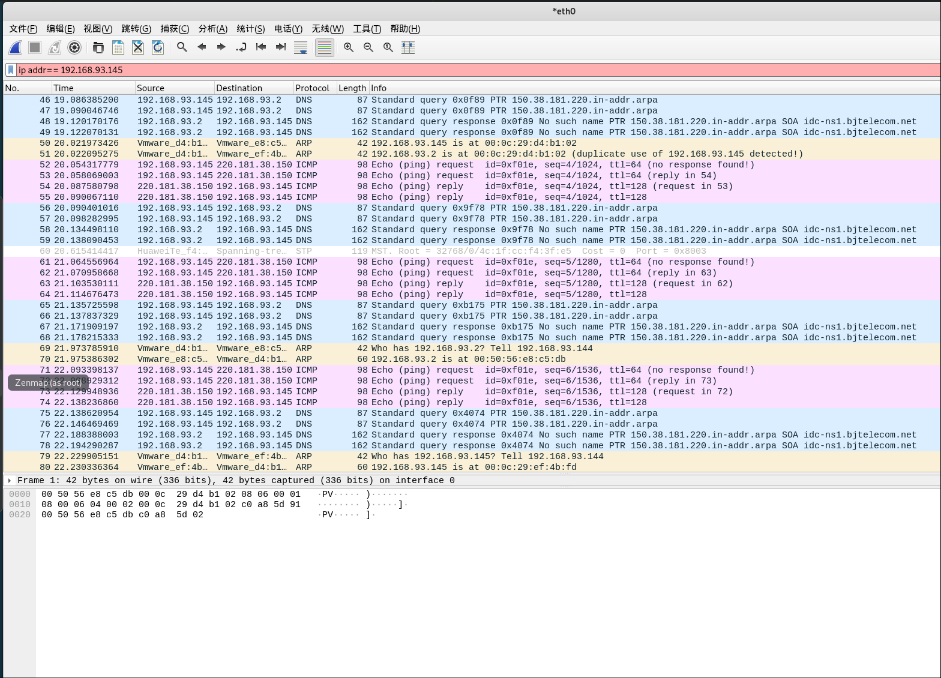 *eth0
文件(F) 编辑(E) 视图(V) 跳转(G) 捕获(C) 分析(A) 统计(S) 电话(Y) 无线(W) 工具(T) 帮助(H)
ip addr== 192.168.93.145
No. Time Source Destination Protocol Length Info
46 19.086385200 192.168.93.145 192.168.93.2 DNS 87 Standard query 0x0f89 PTR 150.38.181.220.in-addr.arpa
47 19.090046746 192.168.93.145 192.168.93.2 DNS 87 Standard query 0x0f89 PTR 150.38.181.220.in-addr.arpa
48 19.120170176 192.168.93.2 192.168.93.145 DNS 162 Standard query response 0x0f89 No such name PTR 150.38.181.220.in-addr.arpa SOA idc-ns1.bjtelecom.net
49 19.122070131 192.168.93.2 192.168.93.145 DNS 162 Standard query response 0x0f89 No such name PTR 150.38.181.220.in-addr.arpa SOA idc-ns1.bjtelecom.net
50 20.021973426 Vmware_d4:b1… Vmware_e8:c5… ARP 42 192.168.93.145 is at 00:0c:29:d4:b1:02
51 20.022095275 Vmware_d4:b1… Vmware_ef:4b… ARP 42 192.168.93.2 is at 00:0c:29:d4:b1:02 (duplicate use of 192.168.93.145 detected!)
52 20.054317779 192.168.93.145 220.181.38.150 ICMP 98 Echo (ping) request id=0xf01e, seq=4/1024, ttl=64 (no response found!)
53 20.058069003 192.168.93.145 220.181.38.150 ICMP 98 Echo (ping) request id=0xf01e, seq=4/1024, ttl=64 (reply in 54)
54 20.087580798 220.181.38.150 192.168.93.145 ICMP 98 Echo (ping) reply id=0xf01e, seq=4/1024, ttl=128 (request in 53)
55 20.090067110 220.181.38.150 192.168.93.145 ICMP 98 Echo (ping) reply id=0xf01e, seq=4/1024, ttl=128
56 20.090401016 192.168.93.145 192.168.93.2 DNS 87 Standard query 0x9f78 PTR 150.38.181.220.in-addr.arpa
57 20.098282995 192.168.93.145 192.168.93.2 DNS 87 Standard query 0x9f78 PTR 150.38.181.220.in-addr.arpa
58 20.134498110 192.168.93.2 192.168.93.145 DNS 162 Standard query response 0x9f78 No such name PTR 150.38.181.220.in-addr.arpa SOA idc-ns1.bjtelecom.net
59 20.138090453 192.168.93.2 192.168.93.145 DNS 162 Standard query response 0x9f78 No such name PTR 150.38.181.220.in-addr.arpa SOA idc-ns1.bjtelecom.net
60 20.615414417 HuaweiTe_f4:… Spanning-tre… STP 119 MST. Root = 32768/0/4c:1f:cc:f4:3f:e5 Cost = 0 Port = 0x8003
61 21.064556964 192.168.93.145 220.181.38.150 ICMP 98 Echo (ping) request id=0xf01e, seq=5/1280, ttl=64 (no response found!)
62 21.070958668 192.168.93.145 220.181.38.150 ICMP 98 Echo (ping) request id=0xf01e, seq=5/1280, ttl=64 (reply in 63)
63 21.103530111 220.181.38.150 192.168.93.145 ICMP 98 Echo (ping) reply id=0xf01e, seq=5/1280, ttl=128 (request in 62)
64 21.114676473 220.181.38.150 192.168.93.145 ICMP 98 Echo (ping) reply id=0xf01e, seq=5/1280, ttl=128
65 21.135725598 192.168.93.145 192.168.93.2 DNS 87 Standard query 0xb175 PTR 150.38.181.220.in-addr.arpa
66 21.137837329 192.168.93.145 192.168.93.2 DNS 87 Standard query 0xb175 PTR 150.38.181.220.in-addr.arpa
67 21.171909197 192.168.93.2 192.168.93.145 DNS 162 Standard query response 0xb175 No such name PTR 150.38.181.220.in-addr.arpa SOA idc-ns1.bjtelecom.net
68 21.178215333 192.168.93.2 192.168.93.145 DNS 162 Standard query response 0xb175 No such name PTR 150.38.181.220.in-addr.arpa SOA idc-ns1.bjtelecom.net
69 21.973785910 Vmware_d4:b1… Vmware_e8:c5… ARP 42 Who has 192.168.93.2? Tell 192.168.93.144
70 21.975386302 Vmware_e8:c5… Vmware_d4:b1… ARP 60 192.168.93.2 is at 00:50:56:e8:c5:db
71 22.093398137 192.168.93.145 220.181.38.150 ICMP 98 Echo (ping) request id=0xf01e, seq=6/1536, ttl=64 (no response found!)
Zenmap (as root) 929312 192.168.93.145 220.181.38.150 ICMP 98 Echo (ping) request id=0xf01e, seq=6/1536, ttl=64 (reply in 73)
73 22.129948936 220.181.38.150 192.168.93.145 ICMP 98 Echo (ping) reply id=0xf01e, seq=6/1536, ttl=128 (request in 72)
74 22.138236860 220.181.38.150 192.168.93.145 ICMP 98 Echo (ping) reply id=0xf01e, seq=6/1536, ttl=128
75 22.138620954 192.168.93.145 192.168.93.2 DNS 87 Standard query 0x4074 PTR 150.38.181.220.in-addr.arpa
76 22.146469469 192.168.93.145 192.168.93.2 DNS 87 Standard query 0x4074 PTR 150.38.181.220.in-addr.arpa
77 22.188388003 192.168.93.2 192.168.93.145 DNS 162 Standard query response 0x4074 No such name PTR 150.38.181.220.in-addr.arpa SOA idc-ns1.bjtelecom.net
78 22.194290287 192.168.93.2 192.168.93.145 DNS 162 Standard query response 0x4074 No such name PTR 150.38.181.220.in-addr.arpa SOA idc-ns1.bjtelecom.net
79 22.229905151 Vmware_d4:b1… Vmware_ef:4b… ARP 42 Who has 192.168.93.145? Tell 192.168.93.144
80 22.230336364 Vmware_ef:4b… Vmware_d4:b1… ARP 60 192.168.93.145 is at 00:0c:29:ef:4b:fd
Frame 1: 42 bytes on wire (336 bits), 42 bytes captured (336 bits) on interface 0
0000 00 50 56 e8 c5 db 00 0c 29 d4 b1 02 08 06 00 01 ·PV····· )·······
0010 08 00 06 04 00 02 00 0c 29 d4 b1 02 c0 a8 5d 91 ········ )·····]·
0020 00 50 56 e8 c5 db c0 a8 5d 02 ·PV····· ]·